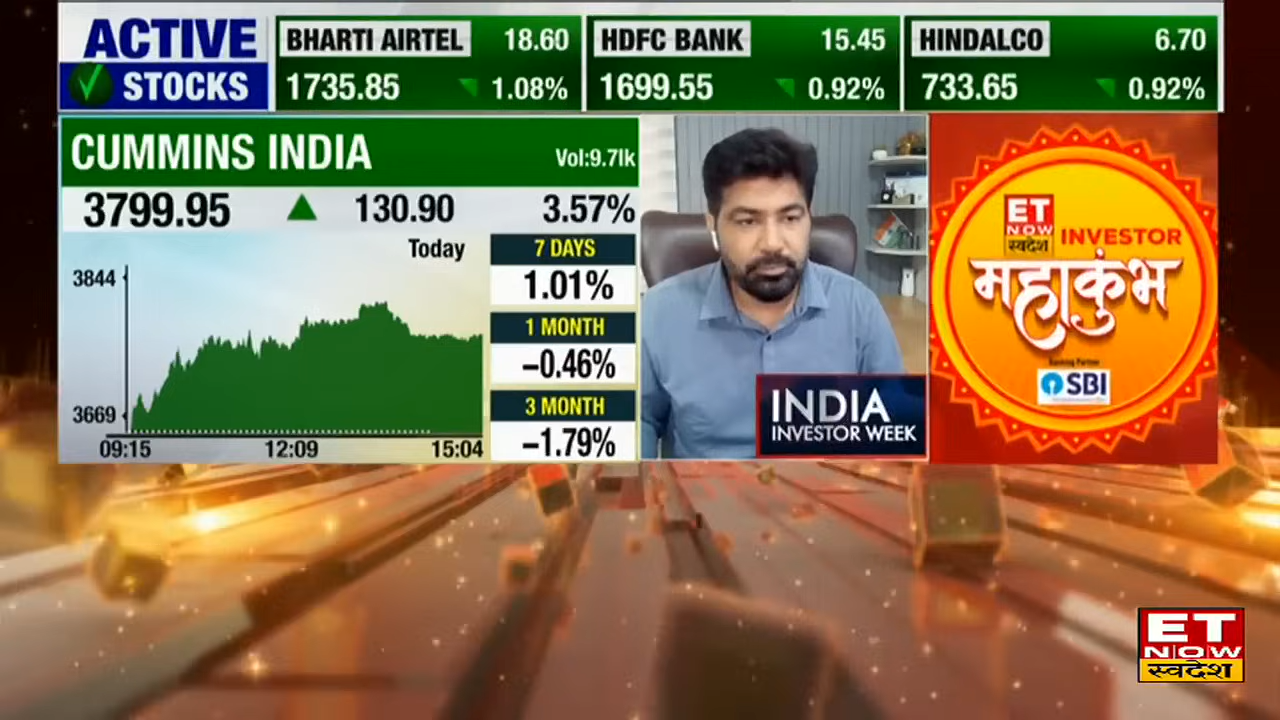 ACTIVE
STOCKS
BHARTI AIRTEL 18.60
1735.85 1.08%
HDFC BANK 15.45
1699.55 0.92%
HINDALCO 6.70
733.65 0.92%
CUMMINS INDIA
Vol:9.7lk
3799.95 130.90 3.57%
Today
3844
3669
09:15 12:09 15:04
7 DAYS
1.01%
1 MONTH
−0.46%
3 MONTH
−1.79%
INDIA
INVESTOR WEEK
ET
NOW
स्वदेश
INVESTOR
महाकुंभ
Banking Partner
SBI
ET
NOW
स्वदेश